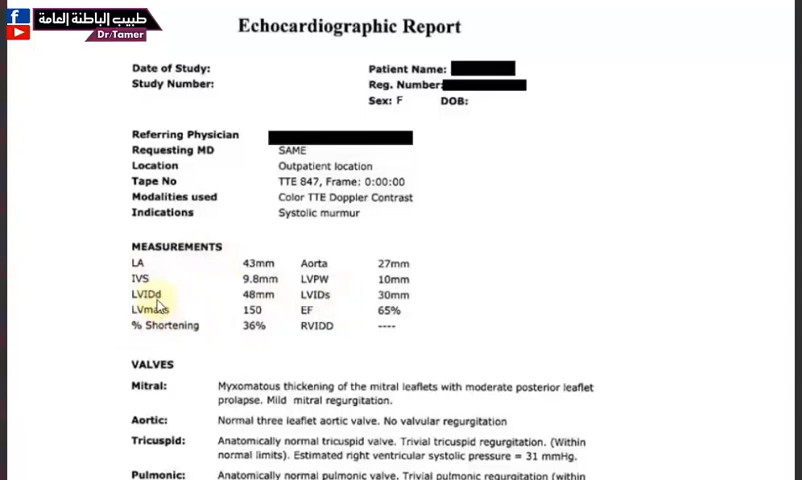 طبيب الباطنة العامة
Dr/Tamer
Echocardiographic Report
Date of Study:
Study Number:
Patient Name:
Reg. Number:
Sex: F DOB:
Referring Physician
Requesting MD SAME
Location Outpatient location
Tape No TTE 847, Frame: 0:00:00
Modalities used Color TTE Doppler Contrast
Indications Systolic murmur
MEASUREMENTS
LA 43mm Aorta 27mm
IVS 9.8mm LVPW 10mm
LVIDd 48mm LVIDs 30mm
LVmass 150 EF 65%
% Shortening 36% RVIDD ----
VALVES
Mitral: Myxomatous thickening of the mitral leaflets with moderate posterior leaflet
prolapse. Mild mitral regurgitation.
Aortic: Normal three leaflet aortic valve. No valvular regurgitation
Tricuspid: Anatomically normal tricuspid valve. Trivial tricuspid regurgitation. (Within
normal limits). Estimated right ventricular systolic pressure = 31 mmHg.
Pulmonic: Anatomically normal pulmonic valve. Trivial pulmonic regurgitation (within